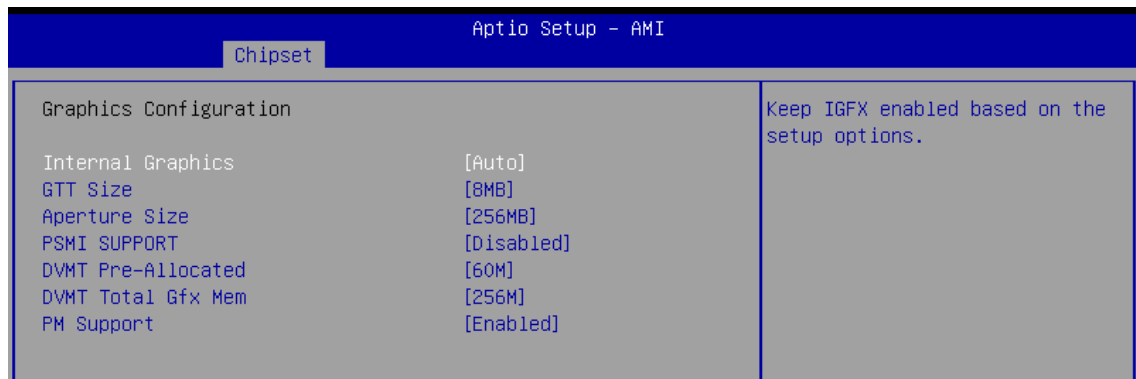 Aptio Setup – AMI
Chipset
Graphics Configuration
Internal Graphics [Auto]
GTT Size [8MB]
Aperture Size [256MB]
PSMI SUPPORT [Disabled]
DVMT Pre-Allocated [60M]
DVMT Total Gfx Mem [256M]
PM Support [Enabled]
Keep IGFX enabled based on the
setup options.